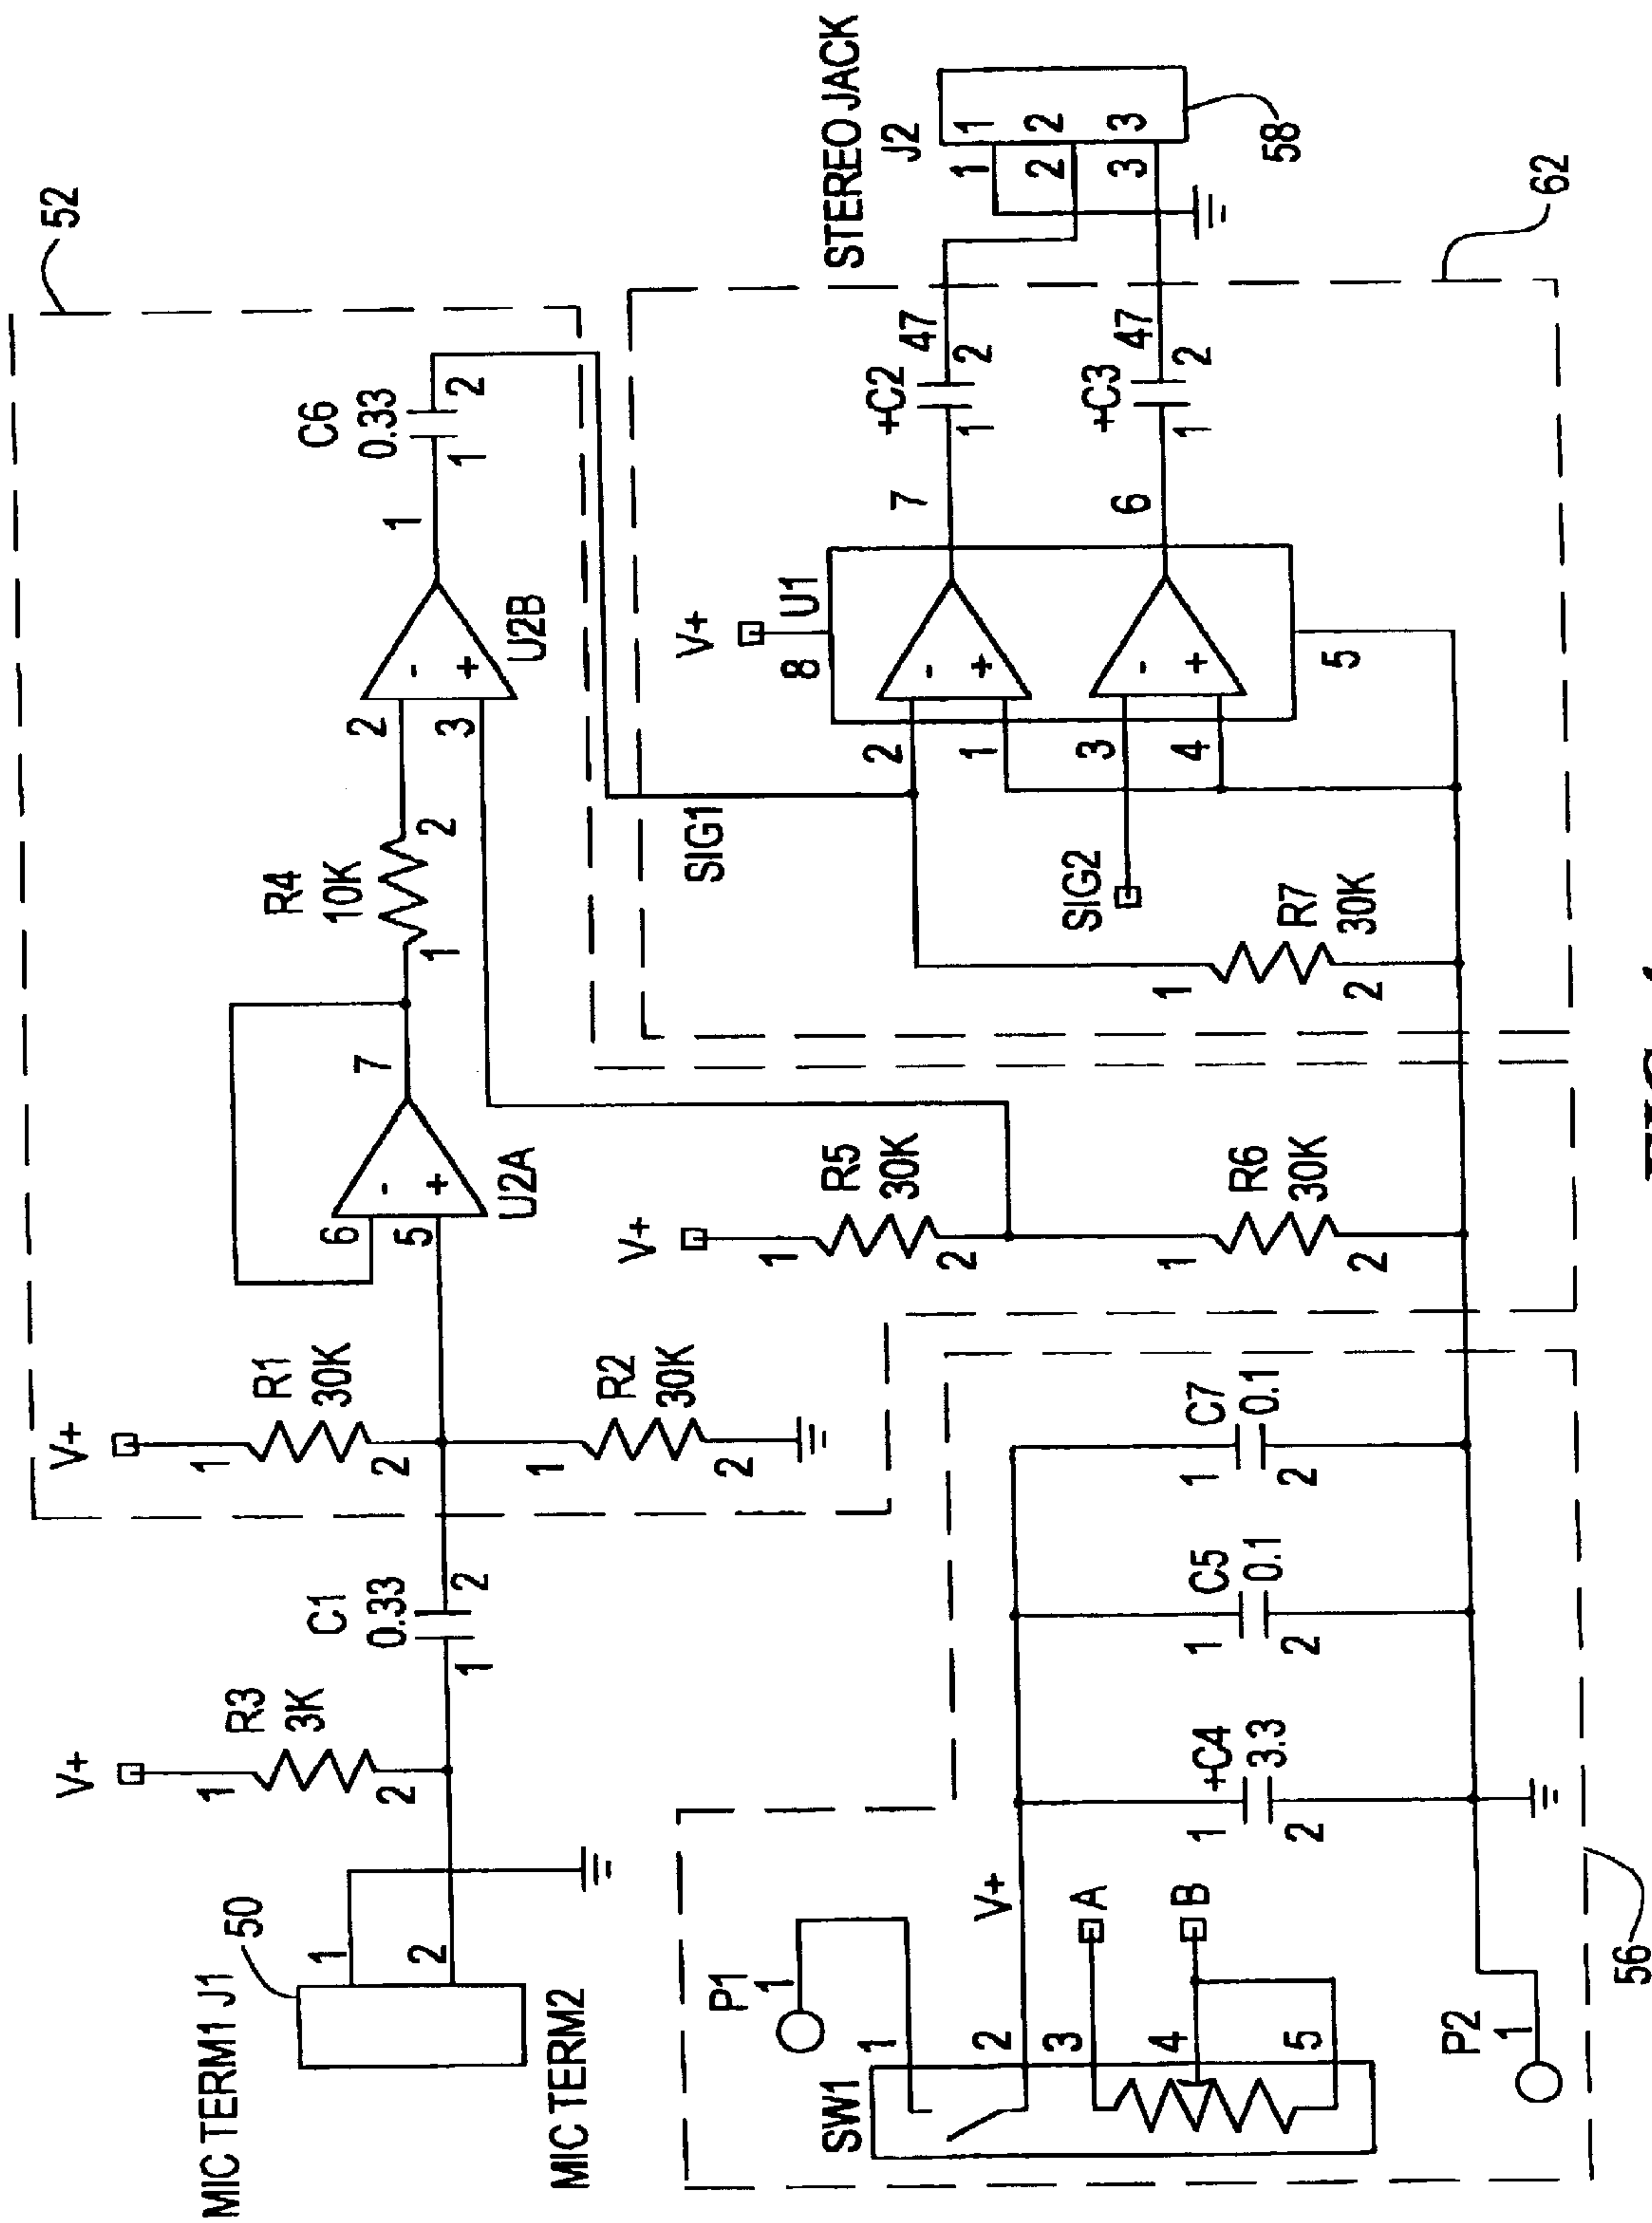 52
MIC TERM1 J1
50
1
2
MIC TERM2
V+
1
R3
3K
2
C1
0.33
1
2
V+
1
R1
30K
2
1
R2
30K
2
6
5
-
+
U2A
7
R4
10K
1
2
2
3
-
+
U2B
1
C6
0.33
1
2
V+
1
R5
30K
2
1
R6
30K
2
SIG1
SIG2
1
R7
30K
2
V+
8
U1
2
1
3
4
-
+
-
+
5
7
6
+C2
47
1
2
+C3
47
1
2
STEREO JACK
J2
1
2
3
1
2
3
58
62
P1
1
SW1
1
2
3
4
5
V+
A
B
P2
1
1
+C4
3.3
2
1
C5
0.1
2
1
C7
0.1
2
56